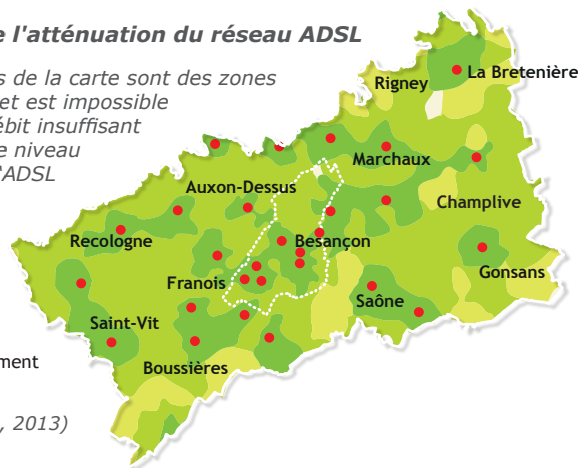 e l'atténuation du réseau ADSL
s de la carte sont des zones
et est impossible
ébit insuffisant
e niveau
'ADSL
Rigney
La Bretenière
Marchaux
Auxon-Dessus
Champlive
Recologne
Besançon
Franois
Gonsans
Saône
Saint-Vit
Boussières
ment
, 2013)